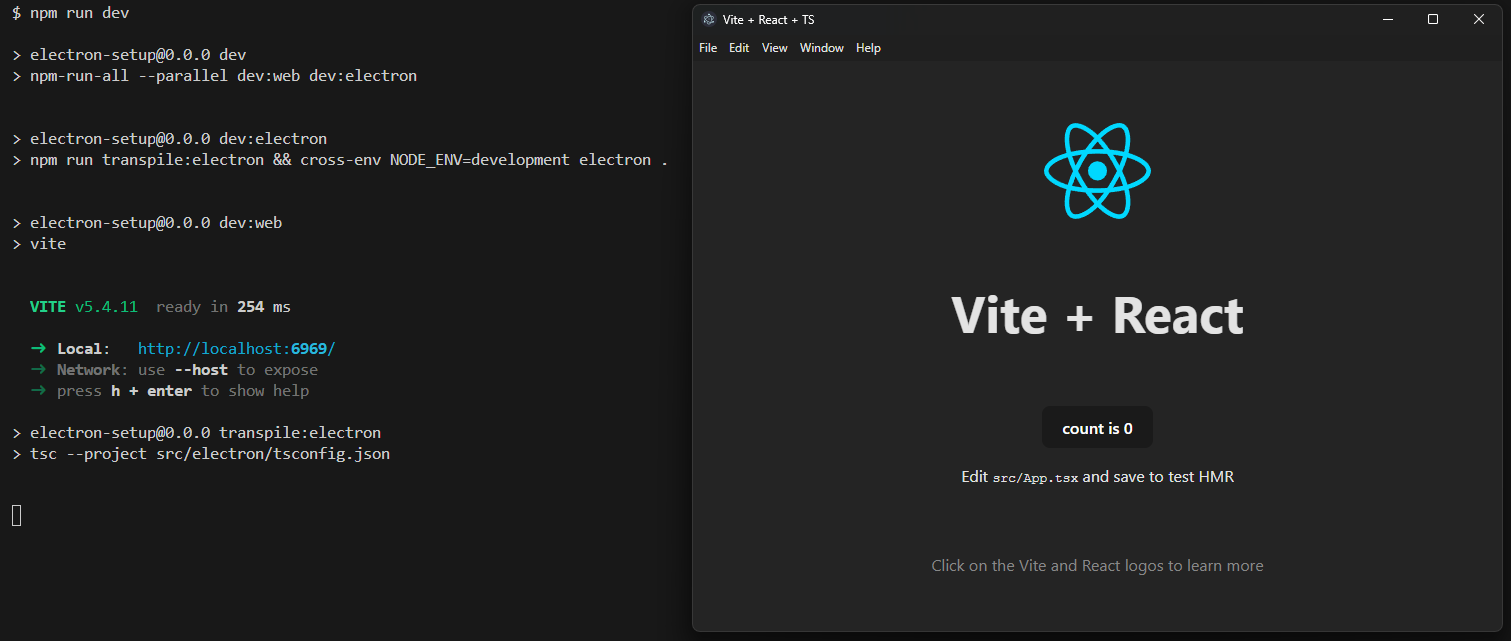 $ npm run dev
> electron-setup@0.0.0 dev
> npm-run-all --parallel dev:web dev:electron
> electron-setup@0.0.0 dev:electron
> npm run transpile:electron && cross-env NODE_ENV=development electron .
> electron-setup@0.0.0 dev:web
> vite
VITE v5.4.11  ready in 254 ms
➜ Local:   http://localhost:6969/
➜ Network: use --host to expose
➜ press h + enter to show help
> electron-setup@0.0.0 transpile:electron
> tsc --project src/electron/tsconfig.json
Vite + React + TS
File Edit View Window Help
Vite + React
count is 0
Edit src/App.tsx and save to test HMR
Click on the Vite and React logos to learn more